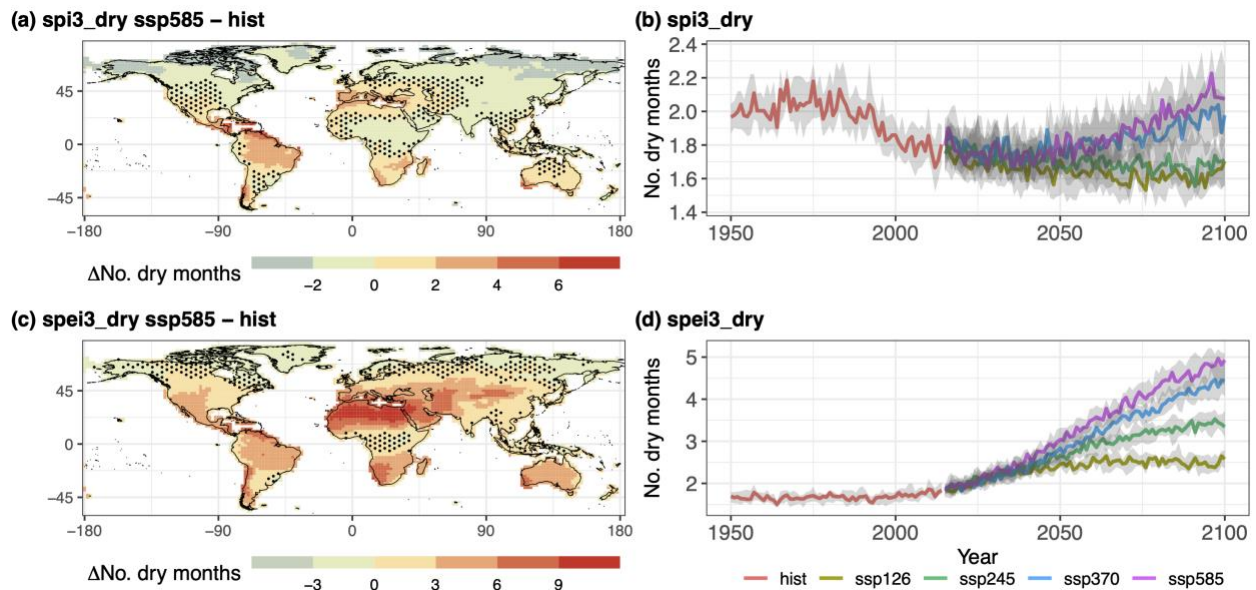 (a) spi3_dry ssp585 – hist
45
0
−45
−180 −90 0 90 180
ΔNo. dry months
−2 0 2 4 6
(b) spi3_dry
No. dry months
2.4
2.2
2.0
1.8
1.6
1.4
1950 2000 2050 2100
(c) spei3_dry ssp585 – hist
45
0
−45
−180 −90 0 90 180
ΔNo. dry months
−3 0 3 6 9
(d) spei3_dry
No. dry months
5
4
3
2
1950 2000 2050 2100
Year
hist ssp126 ssp245 ssp370 ssp585